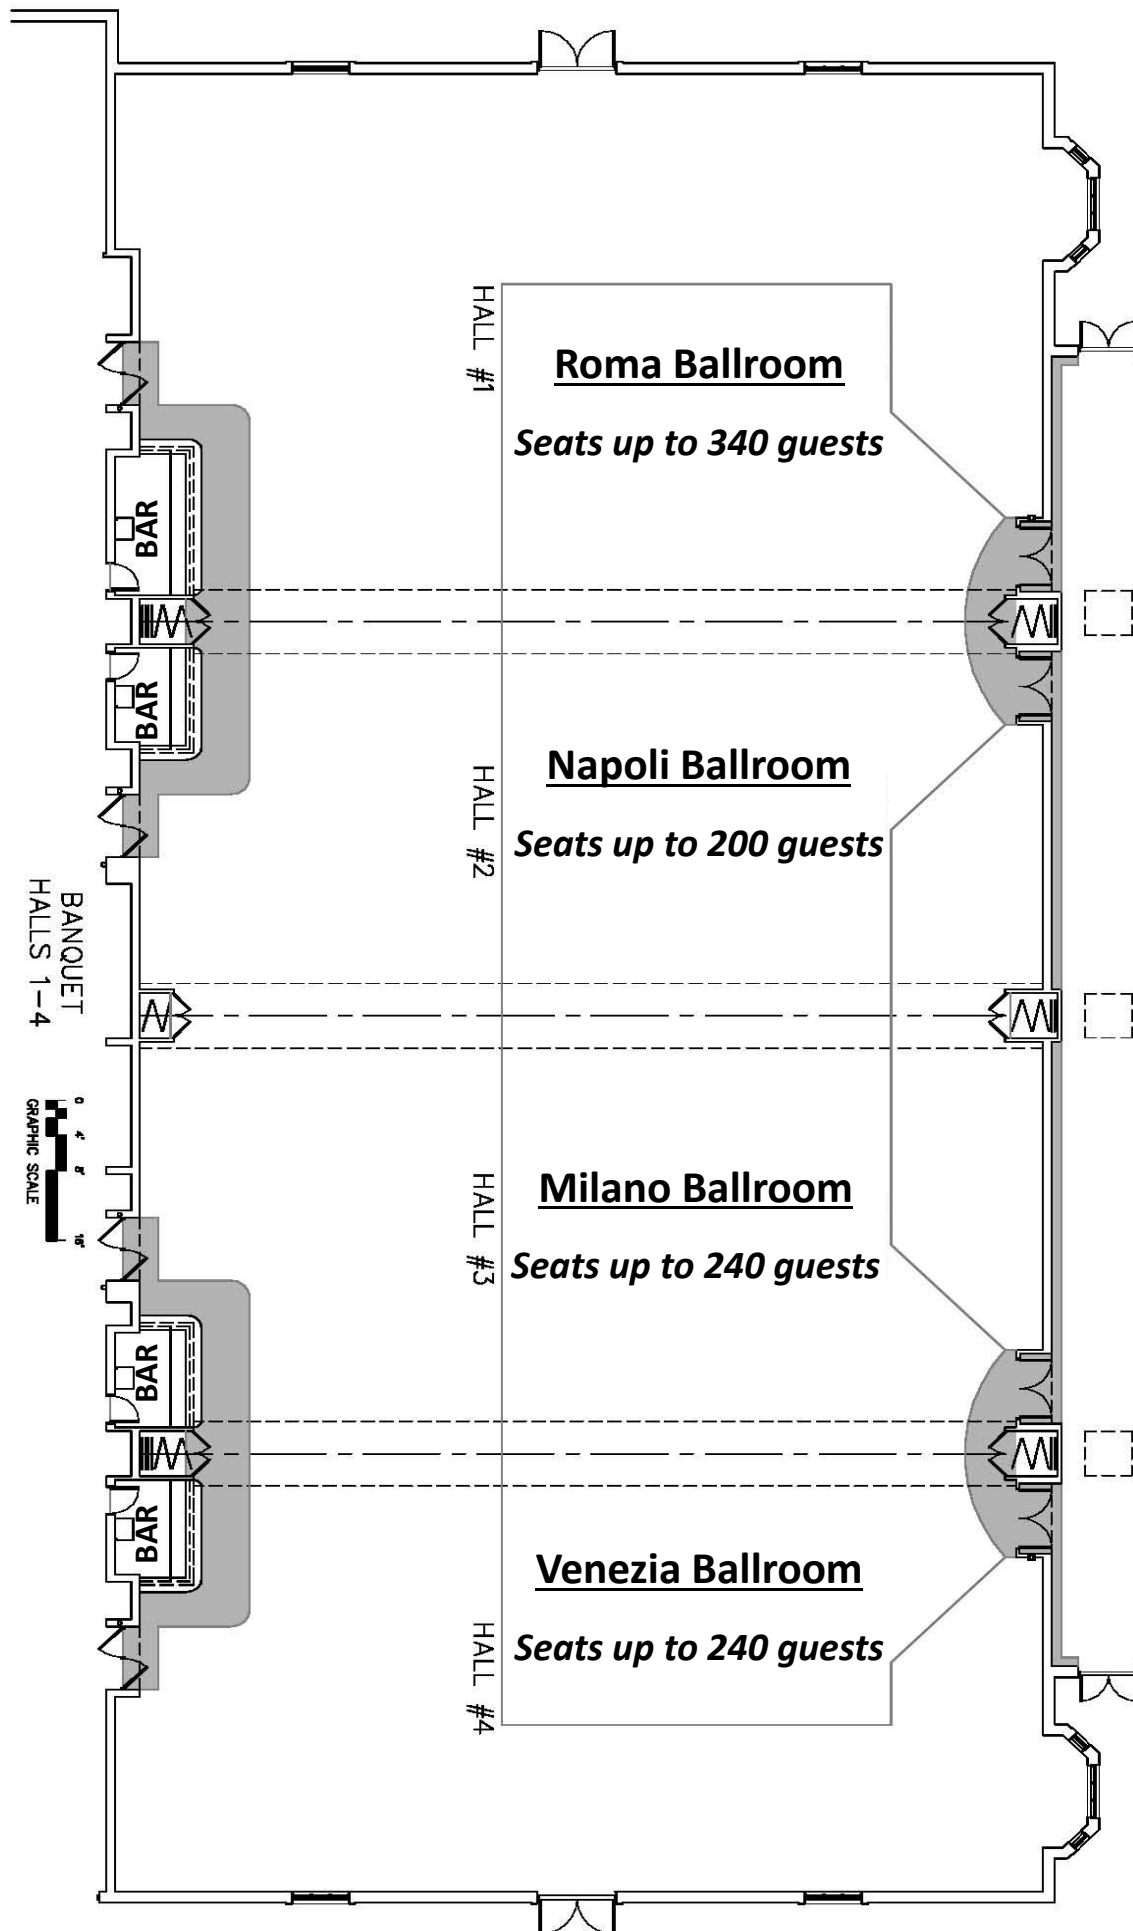 HALL #1
Roma Ballroom
Seats up to 340 guests
BAR
BAR
HALL #2
Napoli Ballroom
Seats up to 200 guests
BANQUET
HALLS 1-4
0 4' 8' 16'
GRAPHIC SCALE
HALL #3
Milano Ballroom
Seats up to 240 guests
BAR
BAR
HALL #4
Venezia Ballroom
Seats up to 240 guests